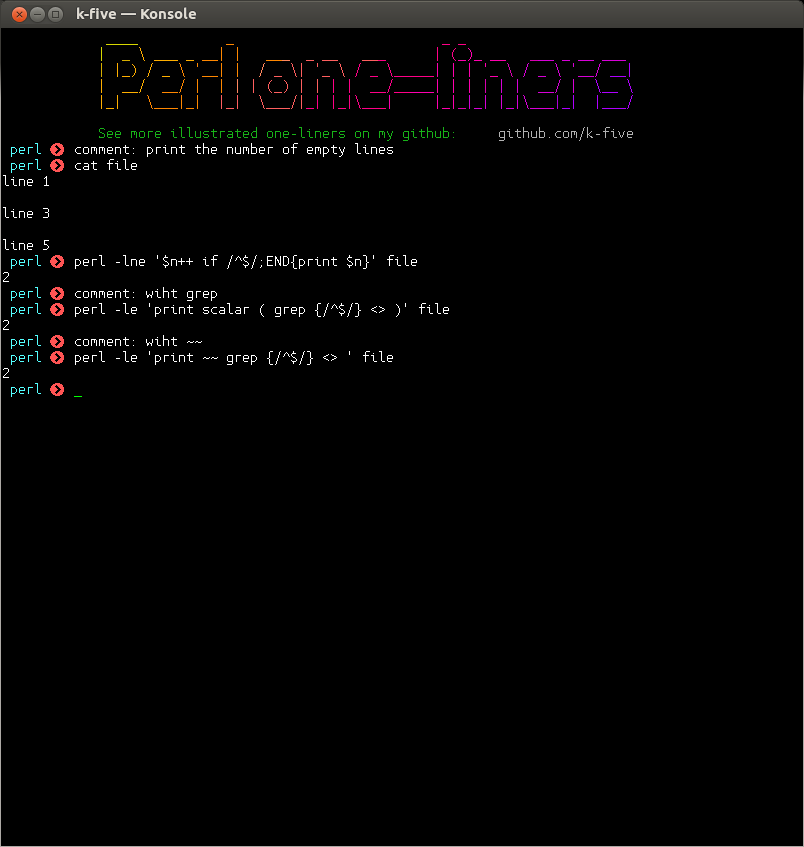 k-five — Konsole
Perl one-liners
See more illustrated one-liners on my github: github.com/k-five
perl comment: print the number of empty lines
perl cat file
line 1
line 3
line 5
perl perl -lne '$n++ if /^$/;END{print $n}' file
2
perl comment: wiht grep
perl perl -le 'print scalar ( grep {/^$/} <> )' file
2
perl comment: wiht ~~
perl perl -le 'print ~~ grep {/^$/} <> ' file
2
perl _